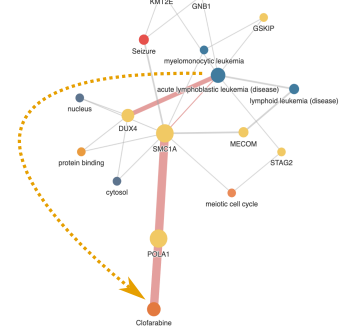 KMT2E
GNB1
GSKIP
Seizure
myelomonocytic leukemia
acute lymphoblastic leukemia (disease)
lymphoid leukemia (disease)
nucleus
DUX4
SMC1A
MECOM
protein binding
STAG2
cytosol
meiotic cell cycle
POLA1
Clofarabine